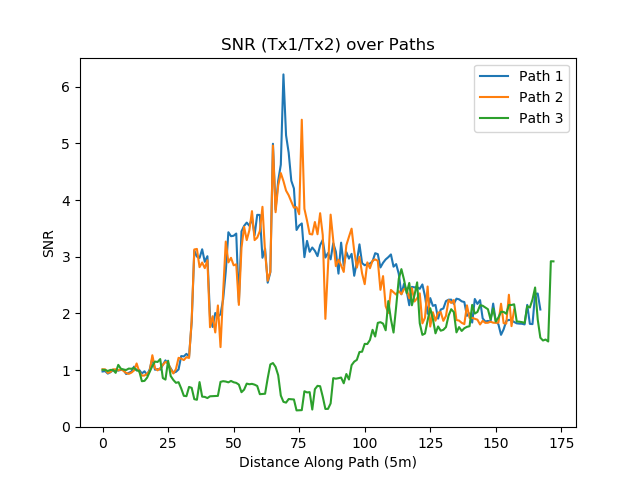 SNR (Tx1/Tx2) over Paths
Path 1
Path 2
Path 3
6
5
4
3
2
1
0
SNR
0 25 50 75 100 125 150 175
Distance Along Path (5m)